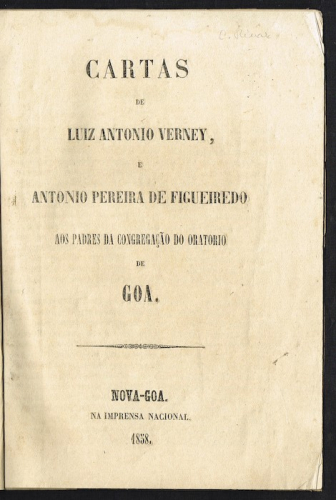 CARTAS
DE
LUIZ ANTONIO VERNEY,
E
ANTONIO PEREIRA DE FIGUEIREDO
AOS PADRES DA CONGREGAÇÃO DO ORATORIO
DE
GOA.
NOVA-GOA.
NA IMPRENSA NACIONAL.
1858.